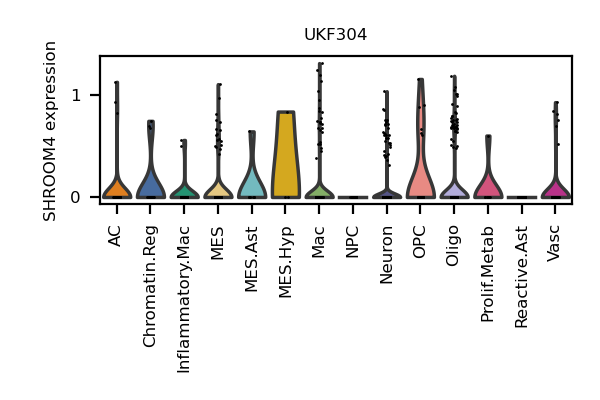 UKF304
SHROOM4 expression
1
0
AC
Chromatin.Reg
Inflammatory.Mac
MES
MES.Ast
MES.Hyp
Mac
NPC
Neuron
OPC
Oligo
Prolif.Metab
Reactive.Ast
Vasc